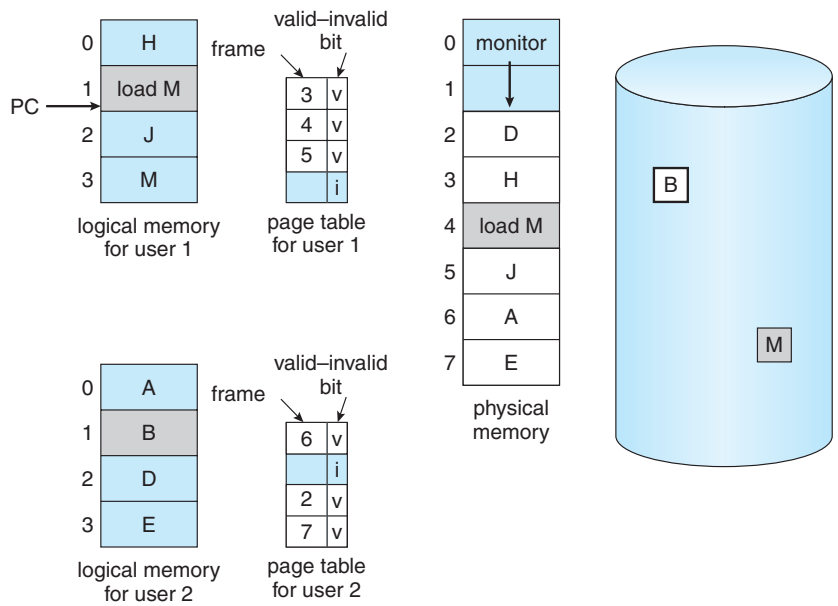 0 H
1 load M
PC
2 J
3 M
logical memory
for user 1
valid–invalid
bit
frame
3 v
4 v
5 v
i
page table
for user 1
0 monitor
1
2 D
3 H
4 load M
5 J
6 A
7 E
physical
memory
B
M
0 A
1 B
2 D
3 E
logical memory
for user 2
valid–invalid
bit
frame
6 v
i
2 v
7 v
page table
for user 2